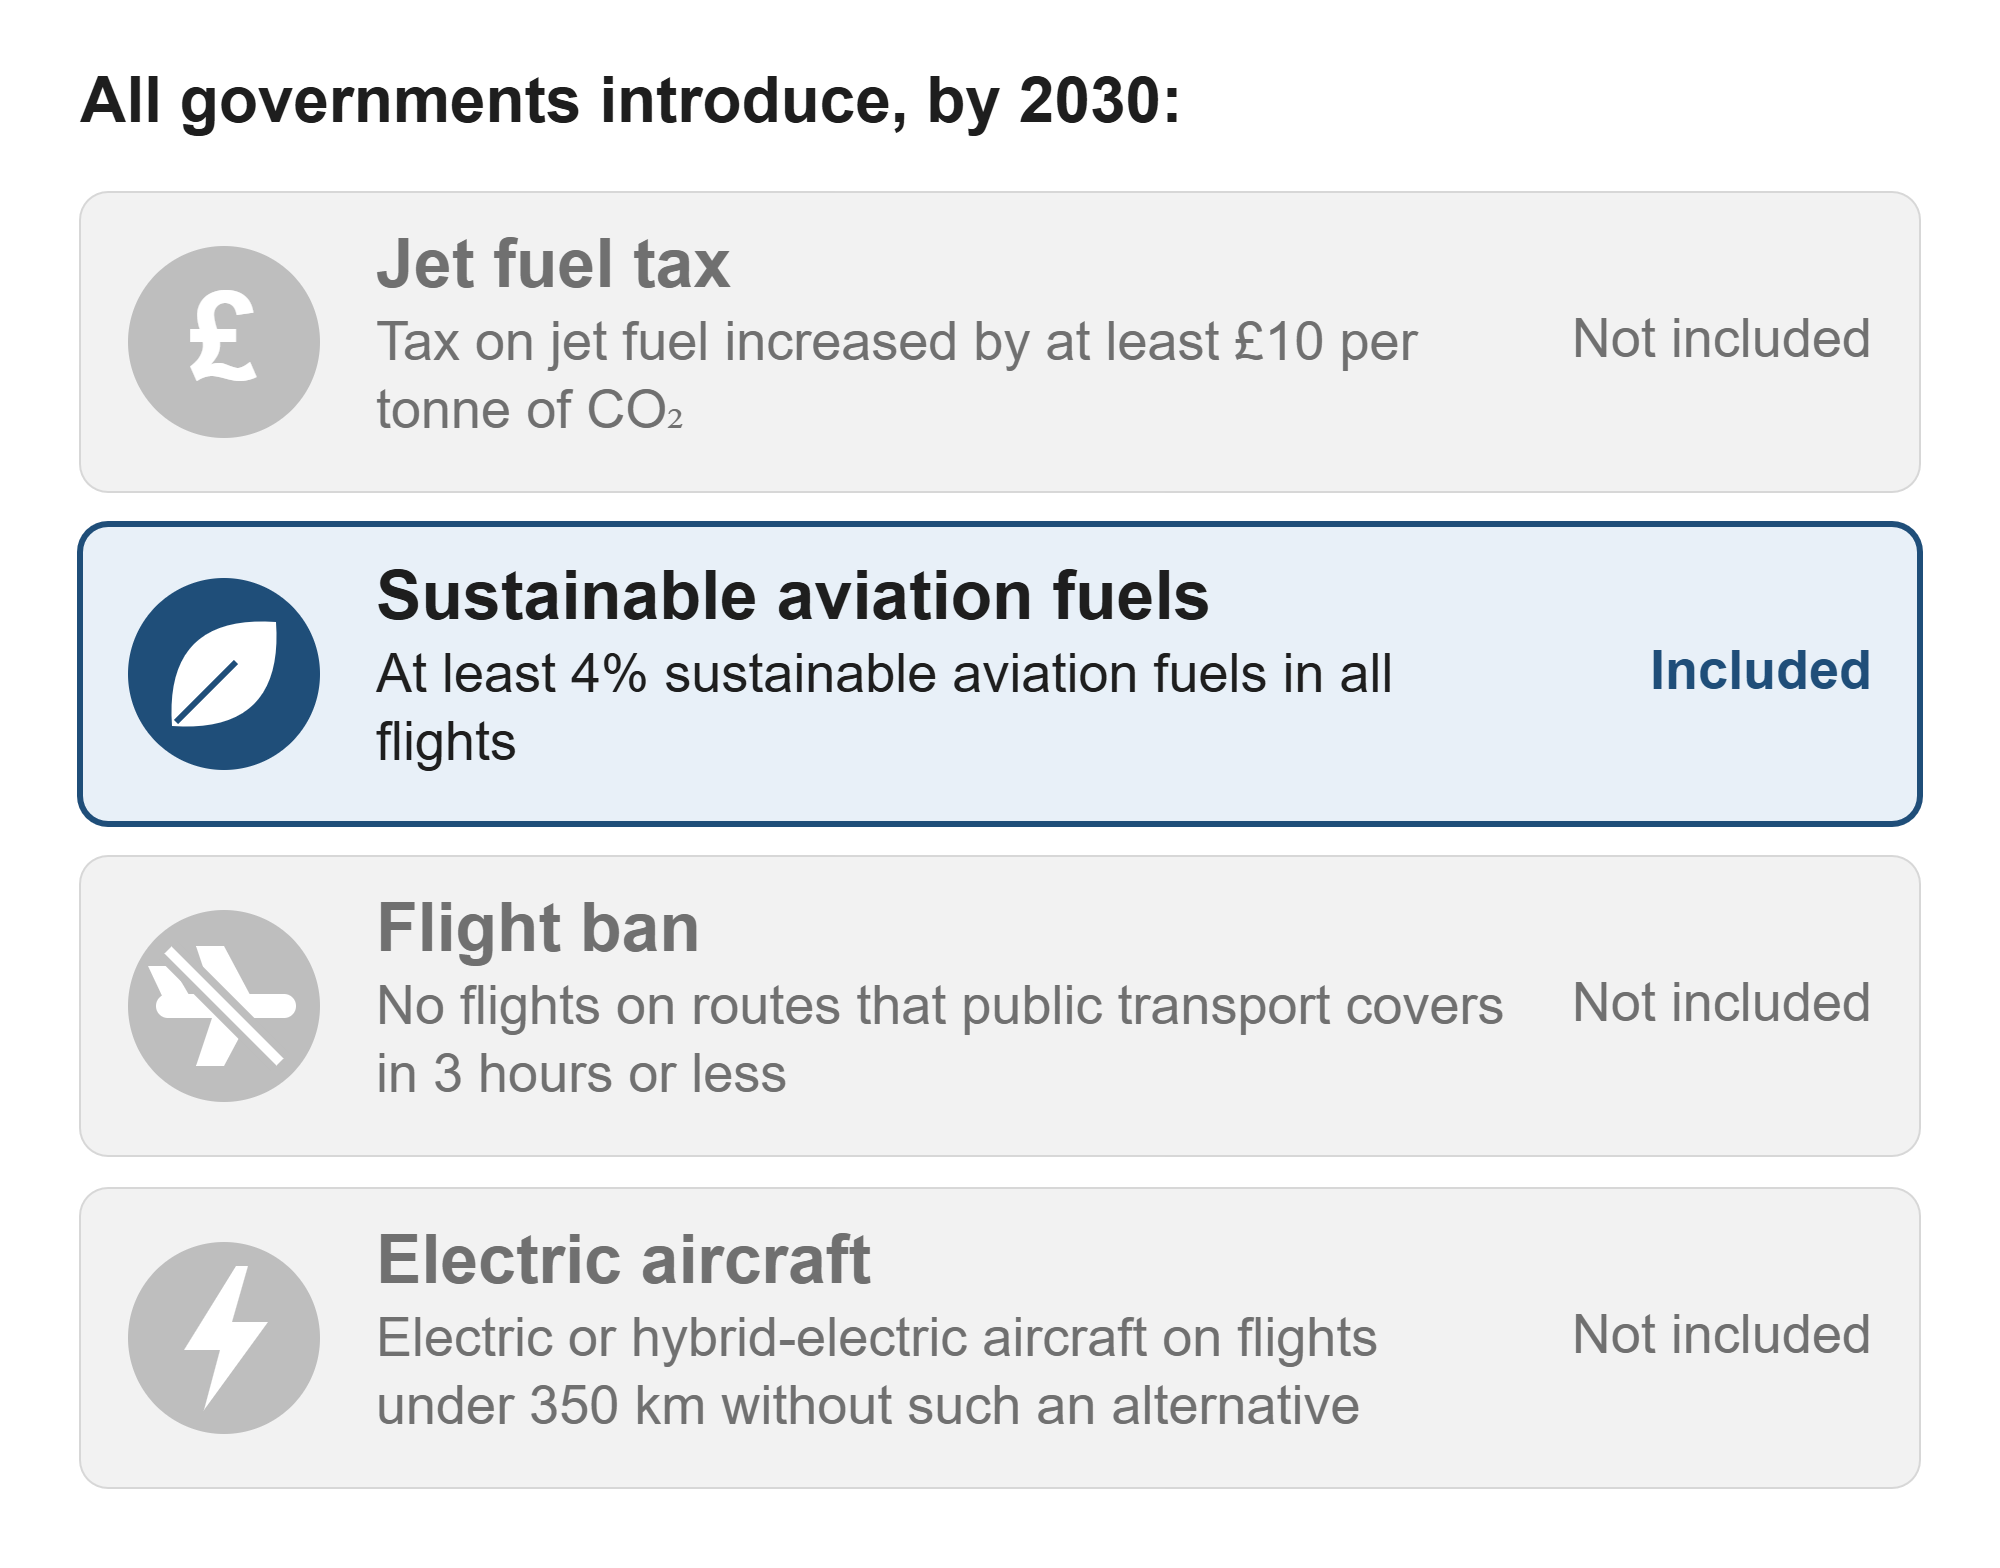 All governments introduce, by 2030:
£
Jet fuel tax
Tax on jet fuel increased by at least £10 per
tonne of CO₂
Not included
Sustainable aviation fuels
At least 4% sustainable aviation fuels in all
flights
Included
Flight ban
No flights on routes that public transport covers
in 3 hours or less
Not included
Electric aircraft
Electric or hybrid-electric aircraft on flights
under 350 km without such an alternative
Not included